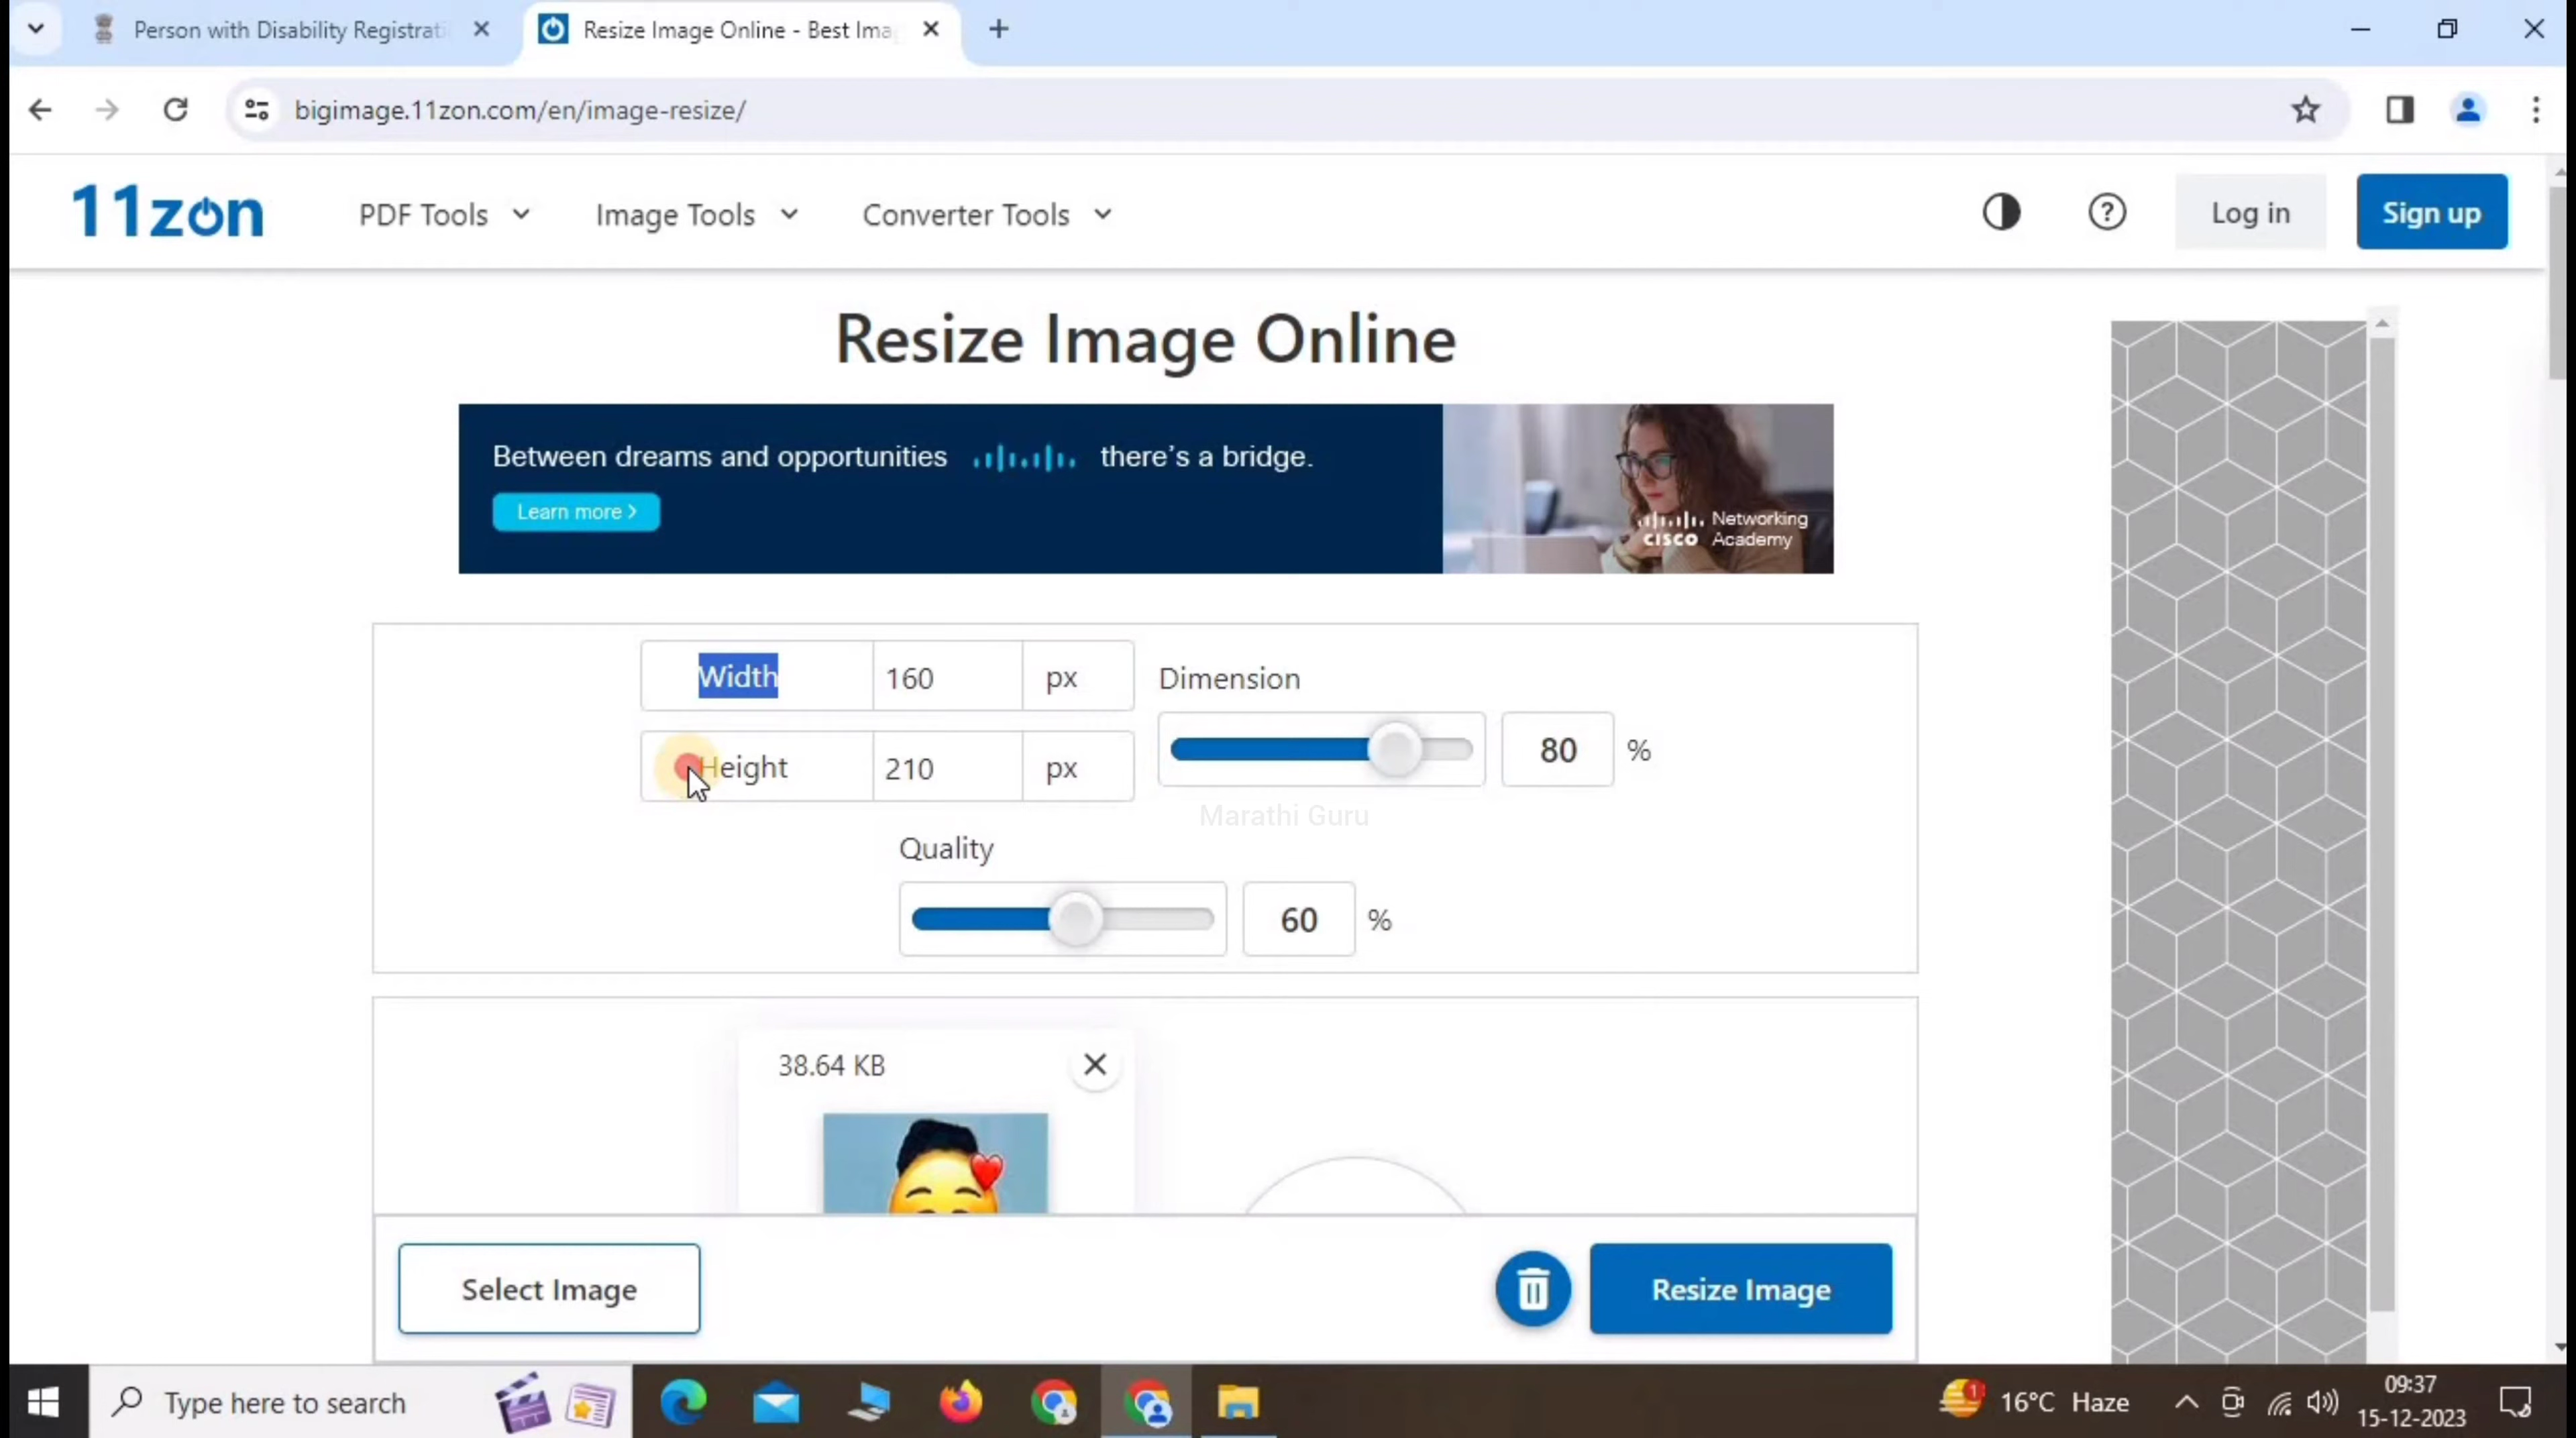 Person with Disability Registrati
Resize Image Online - Best Ima
bigimage.11zon.com/en/image-resize/
11zon
PDF Tools
Image Tools
Converter Tools
Log in
Sign up
Resize Image Online
Between dreams and opportunities there's a bridge.
Learn more >
Networking
CISCO Academy
Width 160 px
Dimension
Height 210 px
80 %
Marathi Guru
Quality
60 %
38.64 KB
Select Image
Resize Image
Type here to search
1
16°C Haze
09:37
15-12-2023